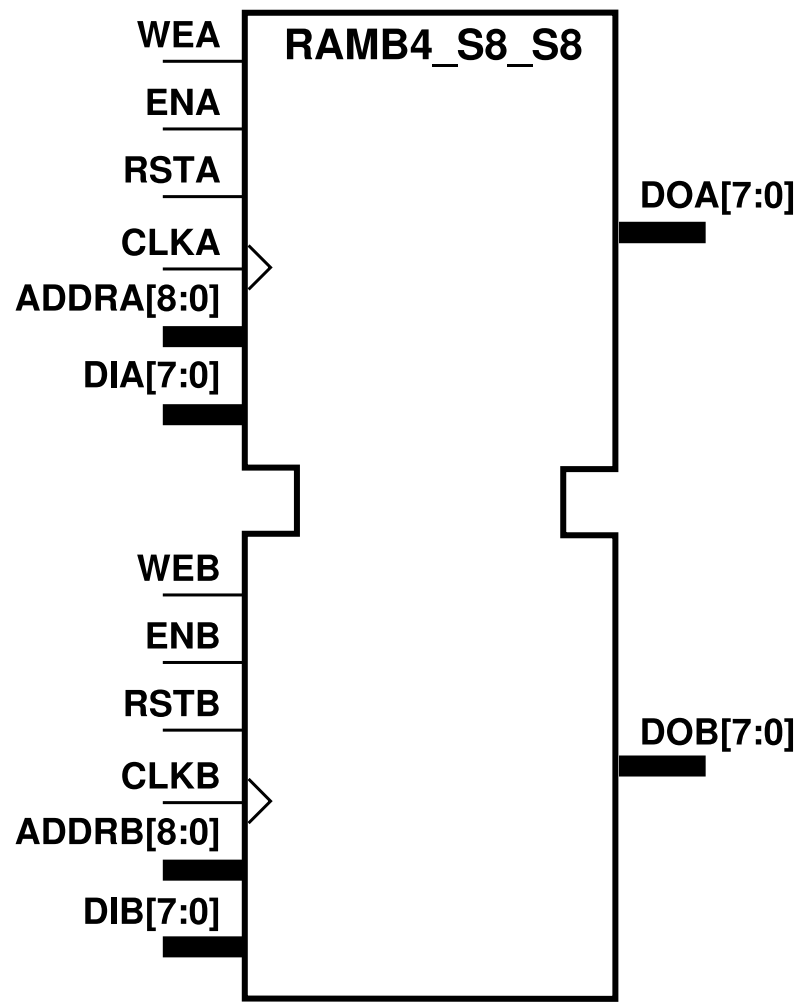 RAMB4_S8_S8
WEA
ENA
RSTA
CLKA
ADDRA[8:0]
DIA[7:0]
DOA[7:0]
WEB
ENB
RSTB
CLKB
ADDRB[8:0]
DIB[7:0]
DOB[7:0]